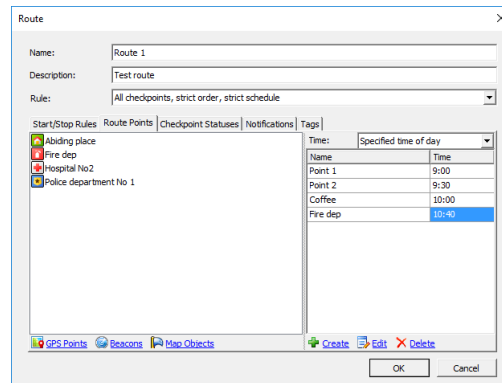 Route
Name: Route 1
Description: Test route
Rule: All checkpoints, strict order, strict schedule
Start/Stop Rules Route Points Checkpoint Statuses Notifications Tags
Abiding place
Fire dep
Hospital No2
Police department No 1
GPS Points Beacons Map Objects
Time: Specified time of day
Name Time
Point 1 9:00
Point 2 9:30
Coffee 10:00
Fire dep 10:40
Create Edit Delete
OK Cancel